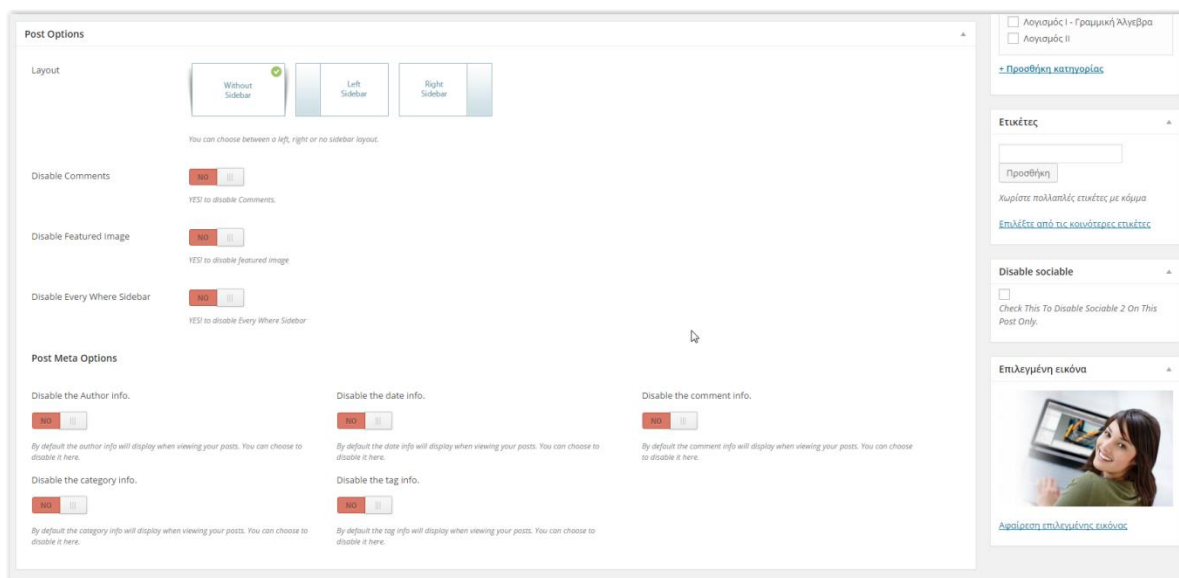 Post Options
Layout
Without
Sidebar
Left
Sidebar
Right
Sidebar
You can choose between a left, right or no sidebar layout.
Disable Comments
NO
YES! to disable Comments.
Disable Featured Image
NO
YES! to disable featured image
Disable Every Where Sidebar
NO
YES! to disable Every Where Sidebar
Post Meta Options
Disable the Author info.
NO
By default the author info will display when viewing your posts. You can choose to
disable it here.
Disable the date info.
NO
By default the date info will display when viewing your posts. You can choose to
disable it here.
Disable the comment info.
NO
By default the comment info will display when viewing your posts. You can choose
to disable it here.
Disable the category info.
NO
By default the category info will display when viewing your posts. You can choose to
disable it here.
Disable the tag info.
NO
By default the tag info will display when viewing your posts. You can choose to
disable it here.
Λογισμός Ι - Γραμμική Άλγεβρα
Λογισμός ΙΙ
+ Προσθήκη κατηγορίας
Ετικέτες
Προσθήκη
Χωρίστε πολλαπλές ετικέτες με κόμμα
Επιλέξτε από τις κοινότερες ετικέτες
Disable sociable
Check This To Disable Sociable 2 On This
Post Only.
Επιλεγμένη εικόνα
Αφαίρεση επιλεγμένης εικόνας